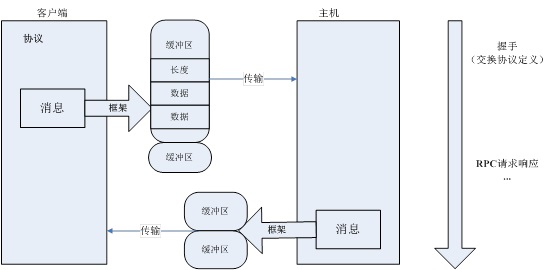 客户端
主机
协议
缓冲区
长度
数据
数据
缓冲区
消息
框架
传输
握手
（交换协议定义）
RPC请求响应
...
缓冲区
缓冲区
传输
框架
消息